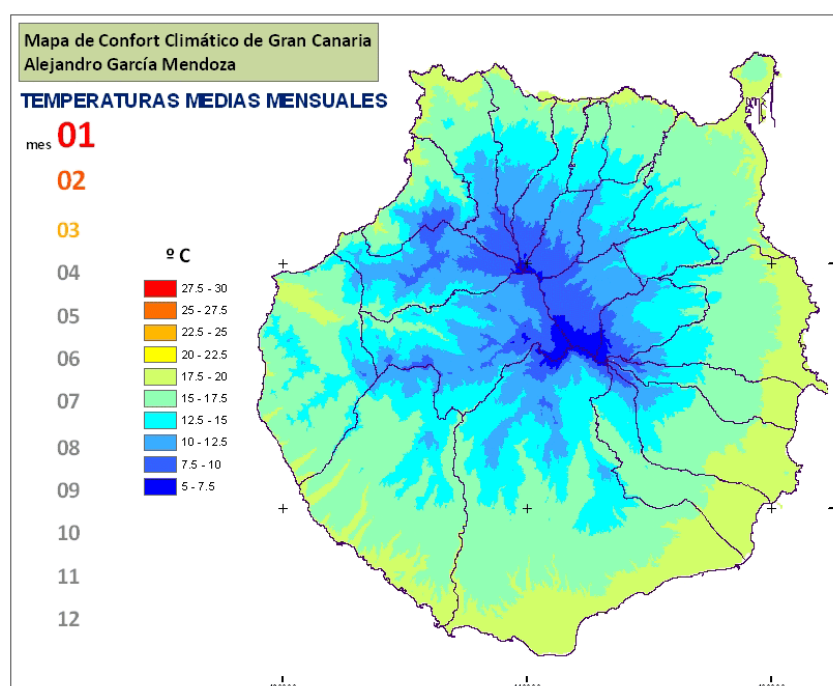 Mapa de Confort Climático de Gran Canaria
Alejandro García Mendoza
TEMPERATURAS MEDIAS MENSUALES
mes 01
02
03
04
05
06
07
08
09
10
11
12
º C
27.5 - 30
25 - 27.5
22.5 - 25
20 - 22.5
17.5 - 20
15 - 17.5
12.5 - 15
10 - 12.5
7.5 - 10
5 - 7.5